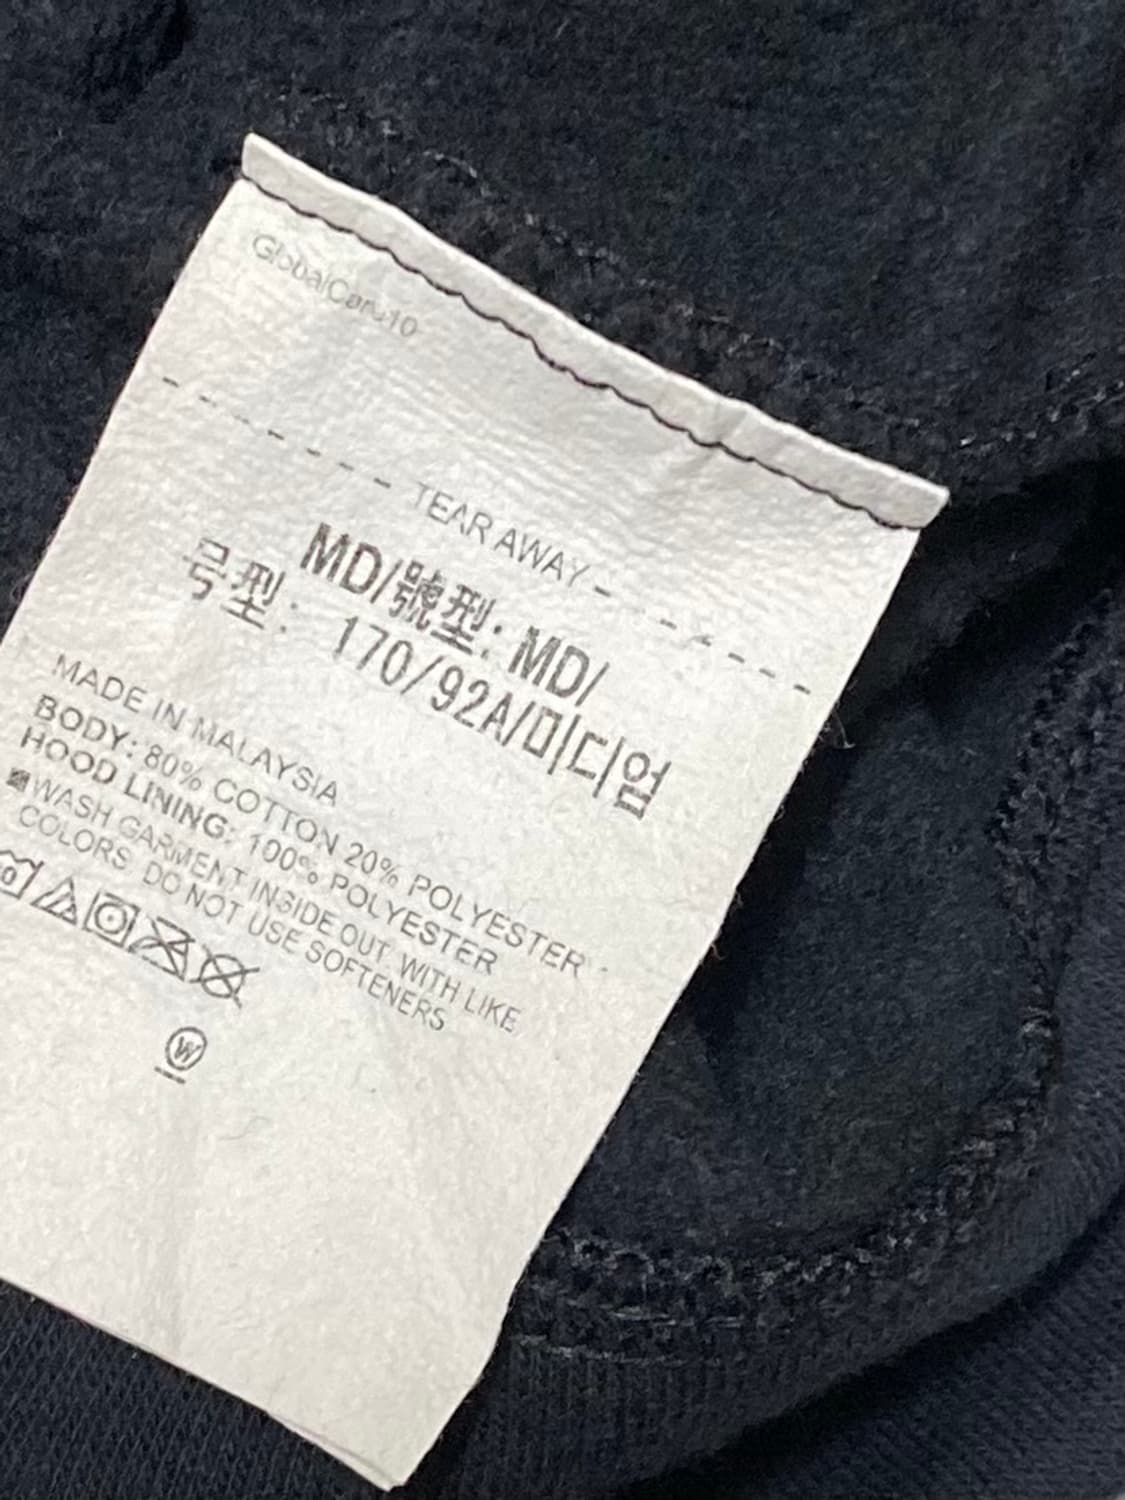 GlobalCare10
TEAR AWAY
MD/號型: MD/
号型: 170/92A/미디엄
MADE IN MALAYSIA
BODY: 80% COTTON 20% POLYESTER
HOOD LINING: 100% POLYESTER
WASH GARMENT INSIDE OUT, WITH LIKE
COLORS DO NOT USE SOFTENERS
W